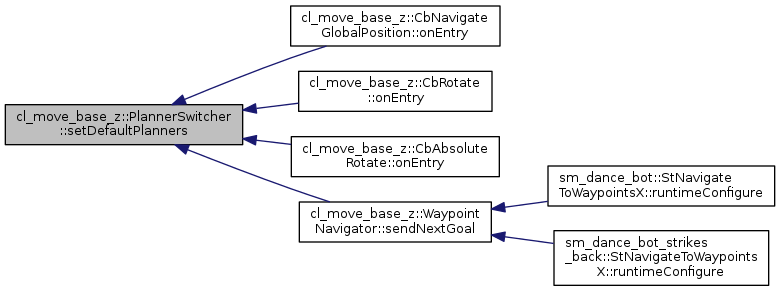 cl_move_base_z::CbNavigate
GlobalPosition::onEntry
cl_move_base_z::CbRotate
::onEntry
cl_move_base_z::PlannerSwitcher
::setDefaultPlanners
cl_move_base_z::CbAbsolute
Rotate::onEntry
cl_move_base_z::Waypoint
Navigator::sendNextGoal
sm_dance_bot::StNavigate
ToWaypointsX::runtimeConfigure
sm_dance_bot_strikes
_back::StNavigateToWaypoints
X::runtimeConfigure